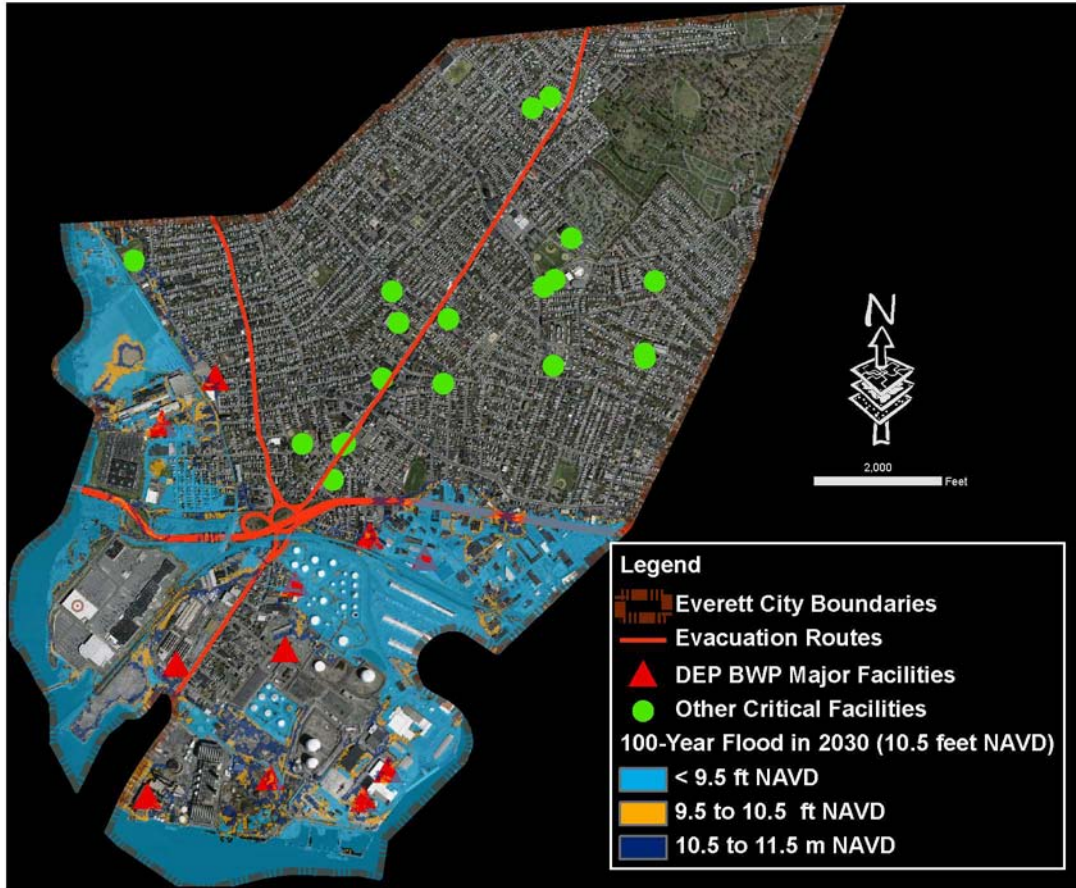 N
2,000
Feet
Legend
Everett City Boundaries
Evacuation Routes
DEP BWP Major Facilities
Other Critical Facilities
100-Year Flood in 2030 (10.5 feet NAVD)
< 9.5 ft NAVD
9.5 to 10.5 ft NAVD
10.5 to 11.5 m NAVD